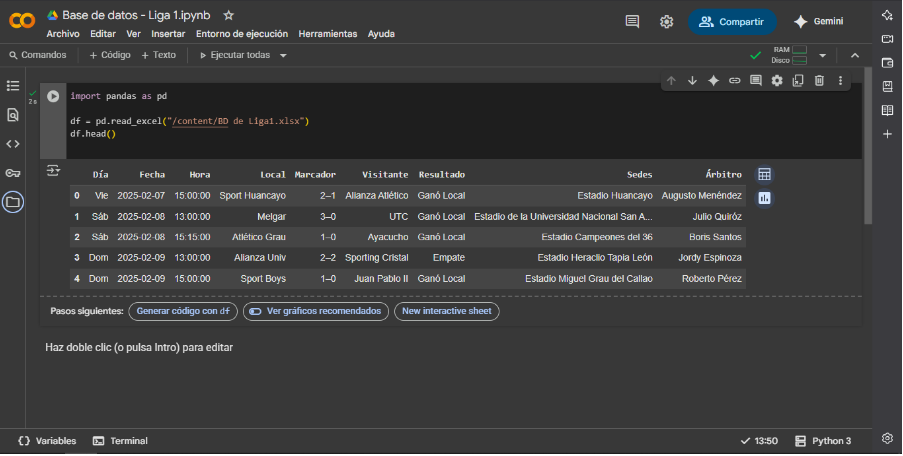 CO Base de datos - Liga 1.ipynb
Archivo Editar Ver Insertar Entorno de ejecución Herramientas Ayuda
Compartir Gemini
Comandos + Código + Texto Ejecutar todas
RAM
Disco
2 s
import pandas as pd
df = pd.read_excel("/content/BD de Liga1.xlsx")
df.head()
Día Fecha Hora Local Marcador Visitante Resultado Sedes Árbitro
0 Vie 2025-02-07 15:00:00 Sport Huancayo 2–1 Alianza Atlético Ganó Local Estadio Huancayo Augusto Menéndez
1 Sáb 2025-02-08 13:00:00 Melgar 3–0 UTC Ganó Local Estadio de la Universidad Nacional San A... Julio Quiróz
2 Sáb 2025-02-08 15:15:00 Atlético Grau 1–0 Ayacucho Ganó Local Estadio Campeones del 36 Boris Santos
3 Dom 2025-02-09 13:00:00 Alianza Univ 2–2 Sporting Cristal Empate Estadio Heraclio Tapia León Jordy Espinoza
4 Dom 2025-02-09 15:00:00 Sport Boys 1–0 Juan Pablo II Ganó Local Estadio Miguel Grau del Callao Roberto Pérez
Pasos siguientes: Generar código con df Ver gráficos recomendados New interactive sheet
Haz doble clic (o pulsa Intro) para editar
Variables Terminal 13:50 Python 3